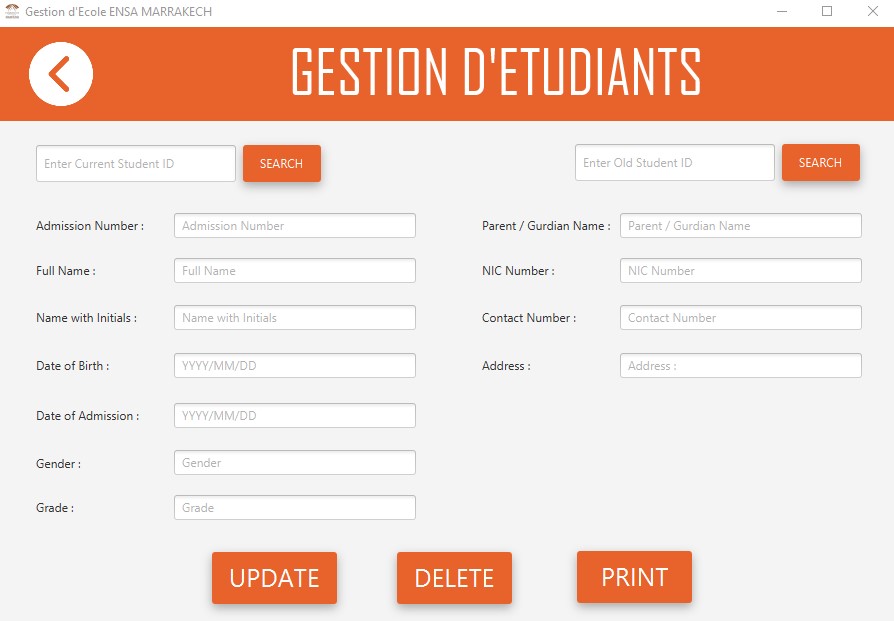 Gestion d'Ecole ENSA MARRAKECH
GESTION D'ETUDIANTS
Enter Current Student ID SEARCH Enter Old Student ID SEARCH
Admission Number : Admission Number Parent / Gurdian Name : Parent / Gurdian Name
Full Name : Full Name NIC Number : NIC Number
Name with Initials : Name with Initials Contact Number : Contact Number
Date of Birth : YYYY/MM/DD Address : Address :
Date of Admission : YYYY/MM/DD
Gender : Gender
Grade : Grade
UPDATE DELETE PRINT